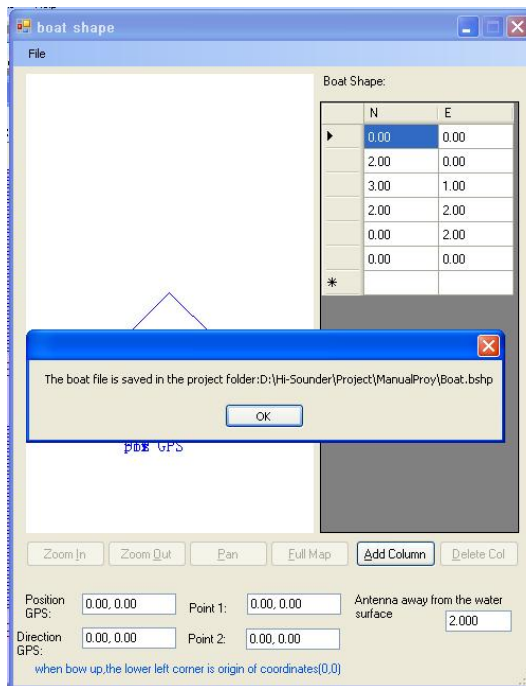 boat shape
File
Boat Shape:
N E
0.00 0.00
2.00 0.00
3.00 1.00
2.00 2.00
0.00 2.00
0.00 0.00
The boat file is saved in the project folder:D:\Hi-Sounder\Project\ManualProy\Boat.bshp
OK
GPS
Zoom In Zoom Out Pan Full Map Add Column Delete Col
Position GPS: 0.00, 0.00 Point 1: 0.00, 0.00 Antenna away from the water surface 2.000
Direction GPS: 0.00, 0.00 Point 2: 0.00, 0.00
when bow up,the lower left corner is origin of coordinates(0,0)